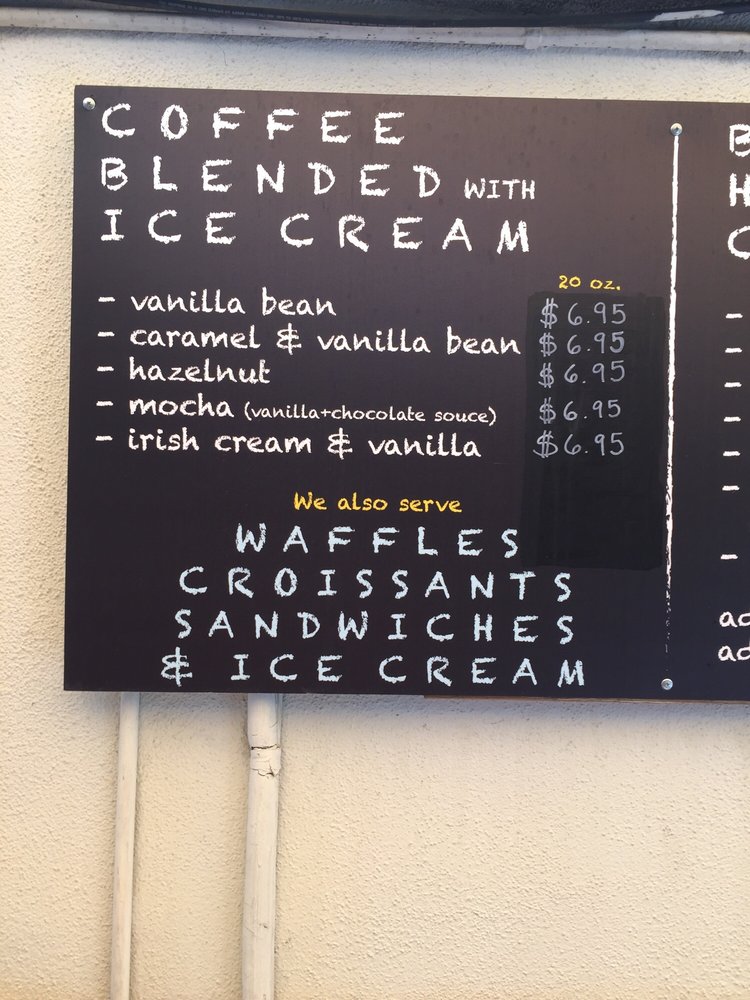 COFFEE
BLENDED WITH
ICE CREAM
20 oz.
- vanilla bean $6.95
- caramel & vanilla bean $6.95
- hazelnut $6.95
- mocha (vanilla+chocolate souce) $6.95
- irish cream & vanilla $6.95
We also serve
WAFFLES
CROISSANTS
SANDWICHES
& ICE CREAM